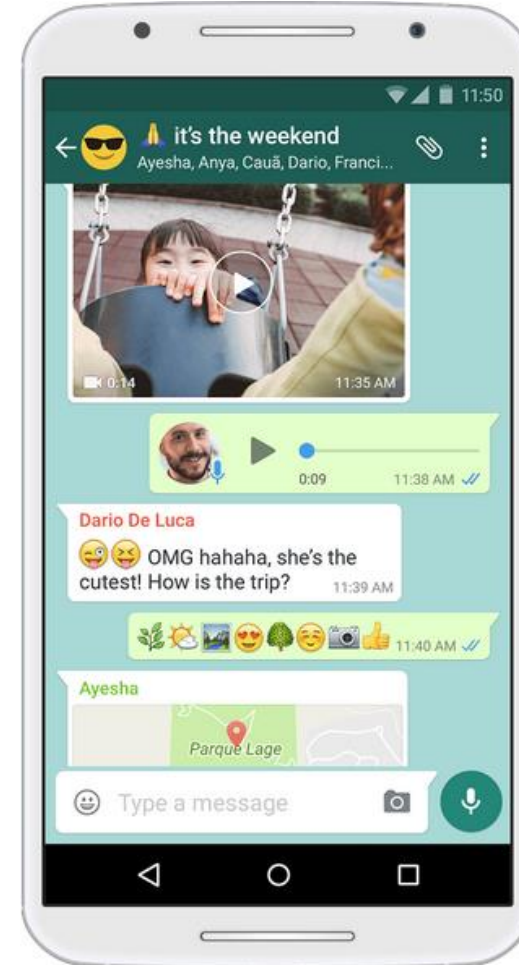 11:50
🙏 it's the weekend
Ayesha, Anya, Cauã, Dario, Franci...
0:14
11:35 AM
0:09
11:38 AM
Dario De Luca
😜😝 OMG hahaha, she's the
cutest! How is the trip?
11:39 AM
🌿🌤️🏞️😍🌳☺️📷👍 11:40 AM
Ayesha
Parque Lage
Type a message